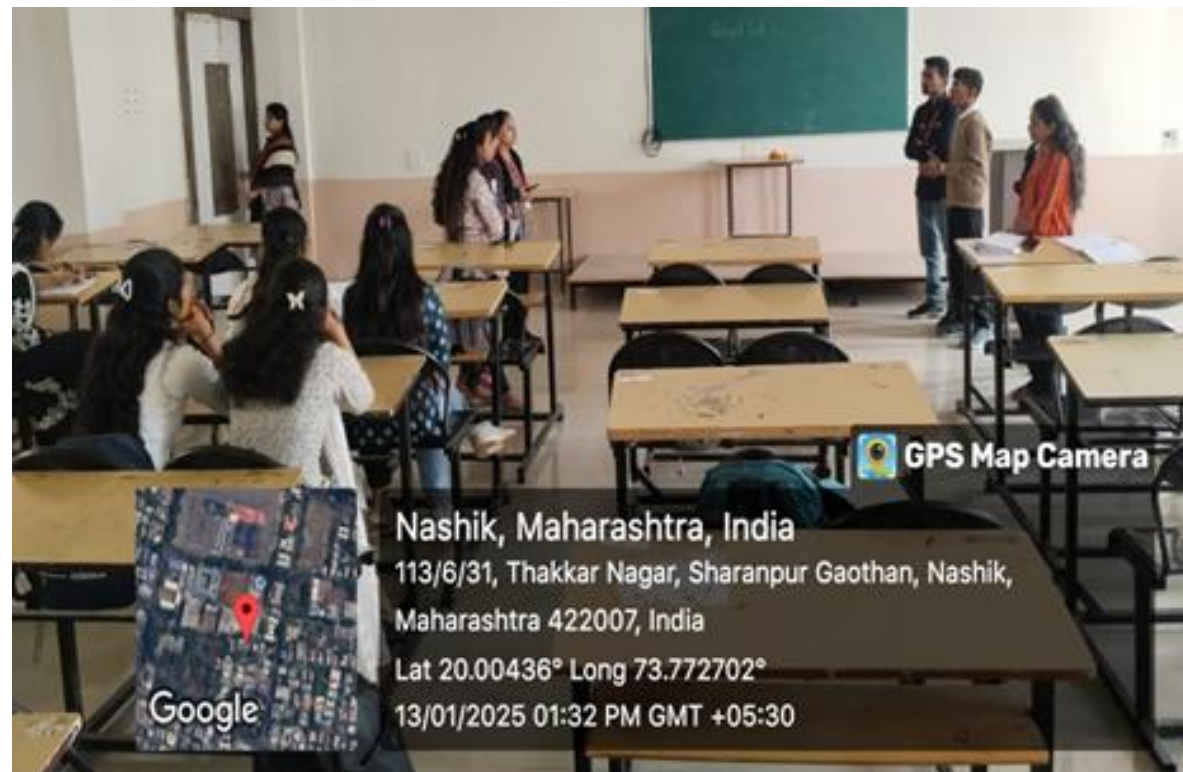 GPS Map Camera
Nashik, Maharashtra, India
113/6/31, Thakkar Nagar, Sharanpur Gaothan, Nashik,
Maharashtra 422007, India
Lat 20.00436° Long 73.772702°
13/01/2025 01:32 PM GMT +05:30
Google